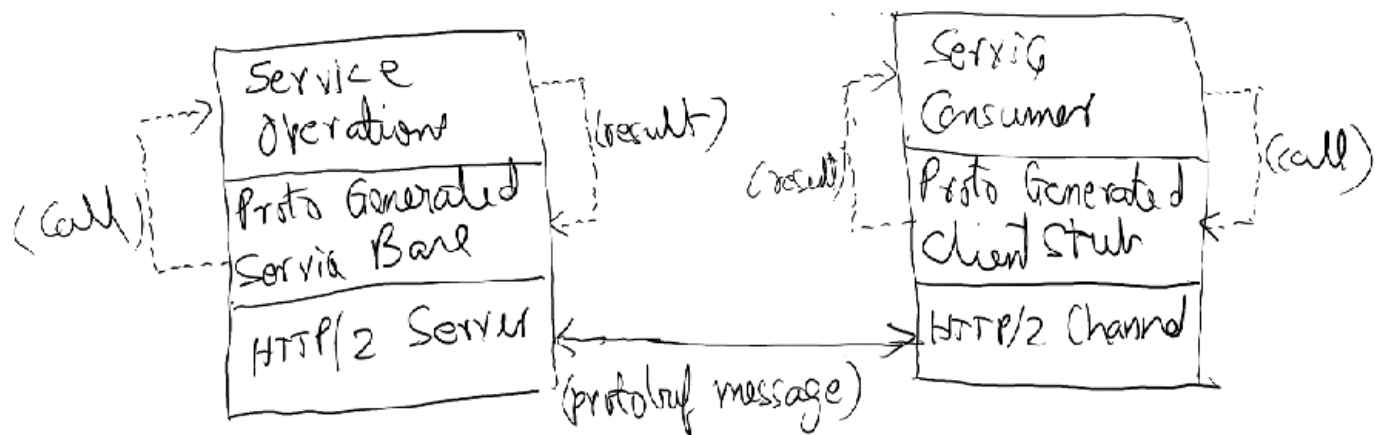 Service
Operations
(result)
(call)
Proto Generated
Service Base
HTTP/2 Server
(protobuf message)
Service
Consumer
(result)
(call)
Proto Generated
Client Stub
HTTP/2 Channel